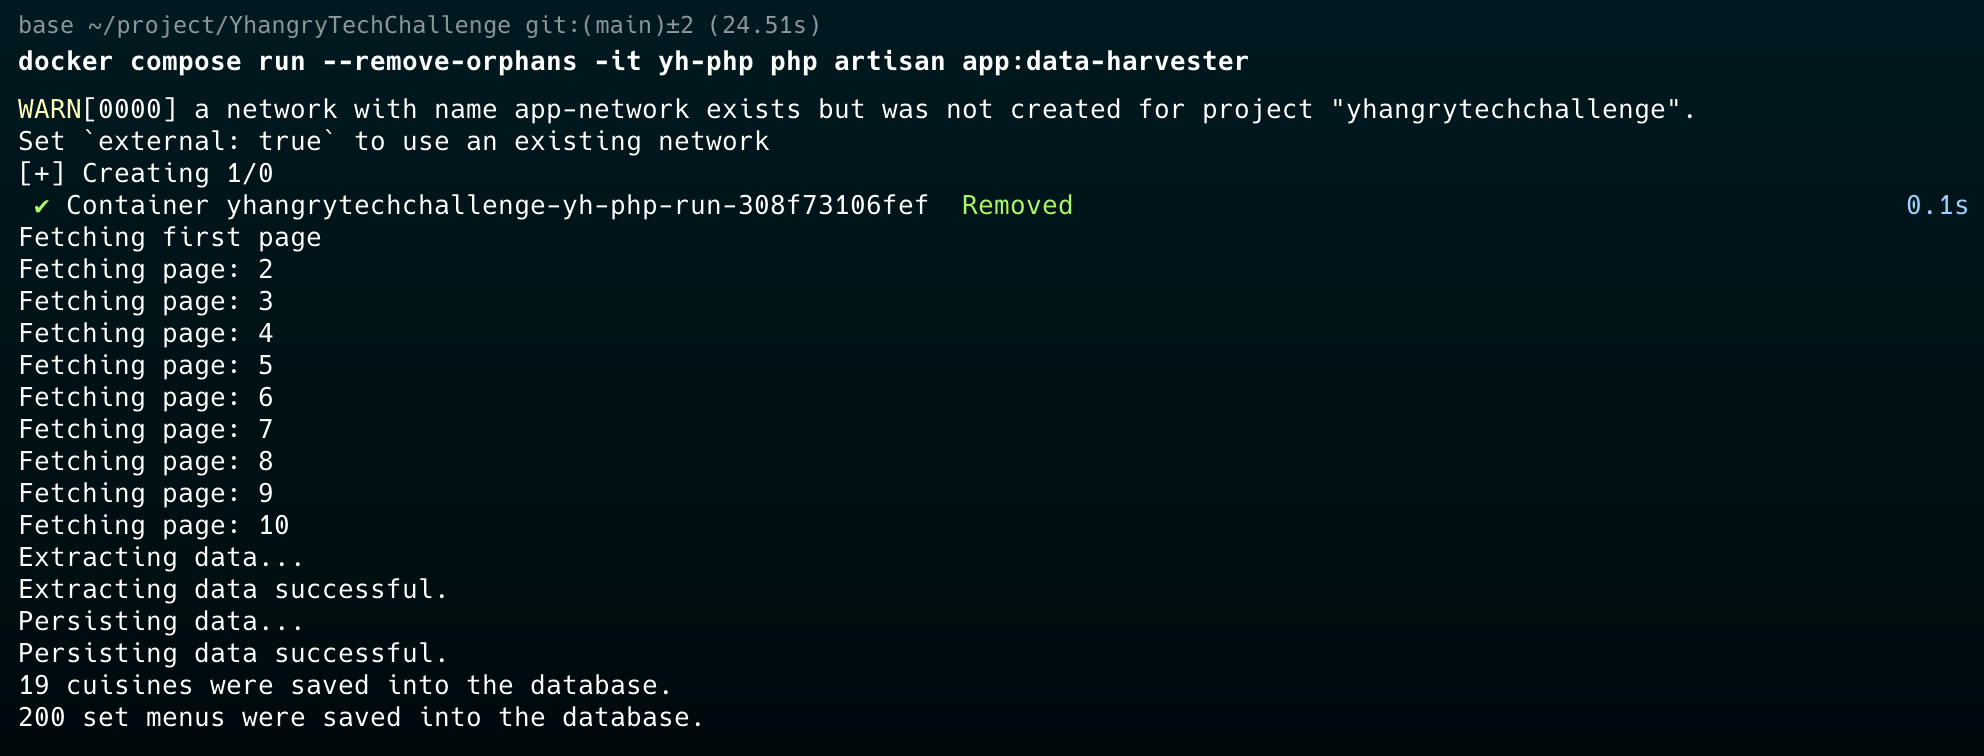 base ~/project/YhangryTechChallenge git:(main)±2 (24.51s)
docker compose run --remove-orphans -it yh-php php artisan app:data-harvester
WARN[0000] a network with name app-network exists but was not created for project "yhangrytechchallenge".
Set `external: true` to use an existing network
[+] Creating 1/0
✔ Container yhangrytechchallenge-yh-php-run-308f73106fef  Removed 0.1s
Fetching first page
Fetching page: 2
Fetching page: 3
Fetching page: 4
Fetching page: 5
Fetching page: 6
Fetching page: 7
Fetching page: 8
Fetching page: 9
Fetching page: 10
Extracting data...
Extracting data successful.
Persisting data...
Persisting data successful.
19 cuisines were saved into the database.
200 set menus were saved into the database.